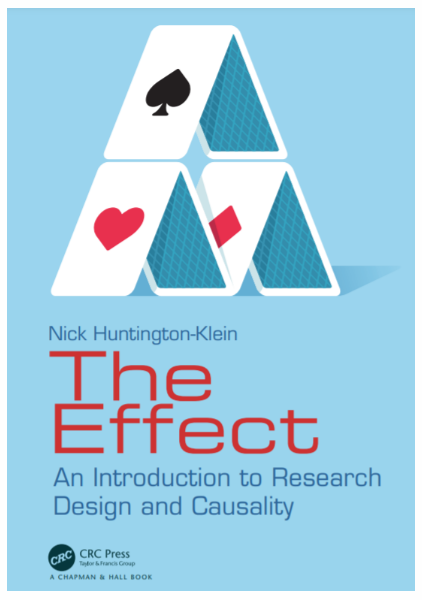 Nick Huntington-Klein
The
Effect
An Introduction to Research
Design and Causality
CRC
CRC Press
Taylor & Francis Group
A CHAPMAN & HALL BOOK